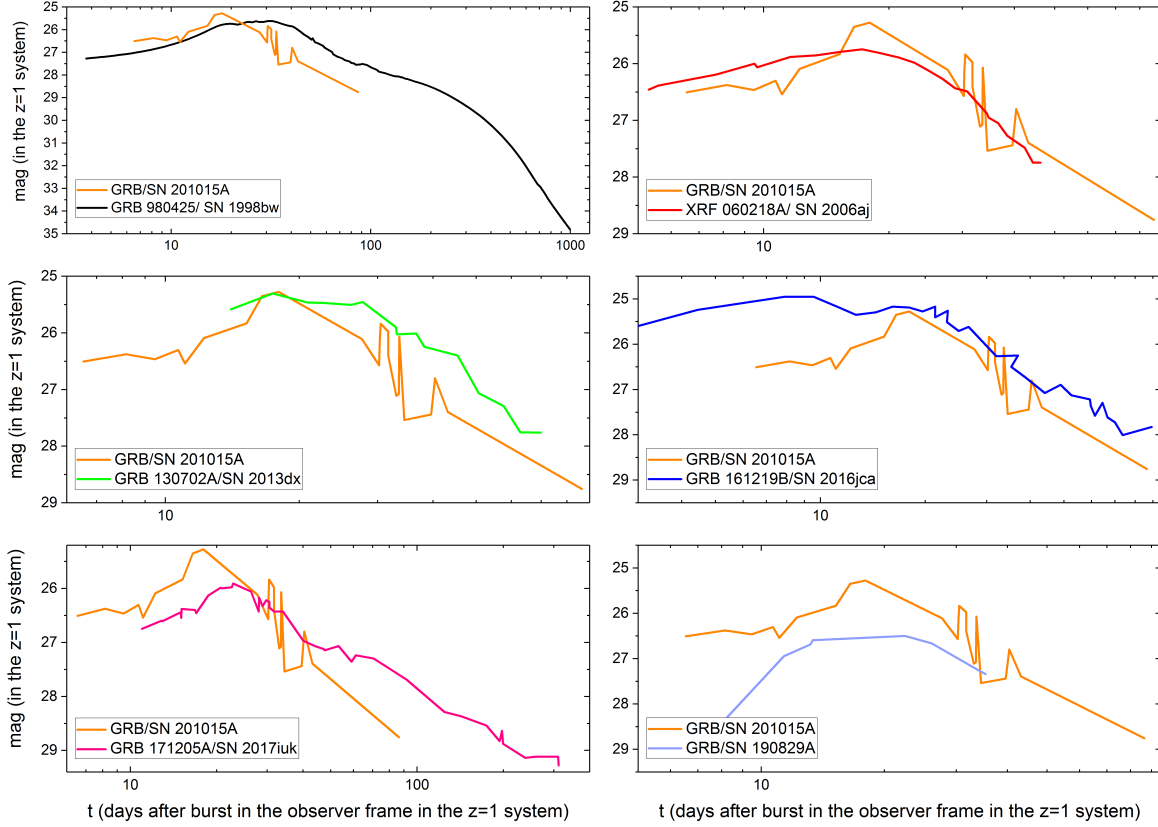 mag (in the z=1 system)
25
26
27
28
29
30
31
32
33
34
35
GRB/SN 201015A
GRB 980425/ SN 1998bw
10
100
1000
25
26
27
28
29
GRB/SN 201015A
XRF 060218A/ SN 2006aj
10
mag (in the z=1 system)
25
26
27
28
29
GRB/SN 201015A
GRB 130702A/SN 2013dx
10
25
26
27
28
29
GRB/SN 201015A
GRB 161219B/SN 2016jca
10
mag (in the z=1 system)
26
27
28
29
GRB/SN 201015A
GRB 171205A/SN 2017iuk
10
100
t (days after burst in the observer frame in the z=1 system)
25
26
27
28
29
GRB/SN 201015A
GRB/SN 190829A
10
t (days after burst in the observer frame in the z=1 system)